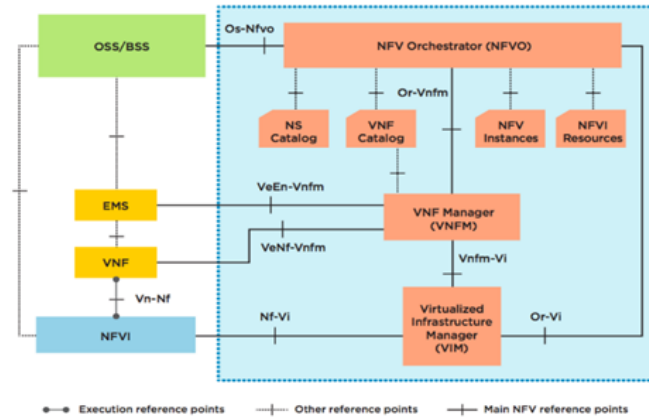 Os-Nfvo
OSS/BSS
NFV Orchestrator (NFVO)
Or-Vnfm
NS
Catalog
VNF
Catalog
NFV
Instances
NFVI
Resources
EMS
VeEn-Vnfm
VNF Manager
(VNFM)
VeNf-Vnfm
VNF
Vnfm-Vi
Vn-Nf
Virtualized
Infrastructure
Manager
(VIM)
Nf-Vi
Or-Vi
NFVI
Execution reference points
Other reference points
Main NFV reference points